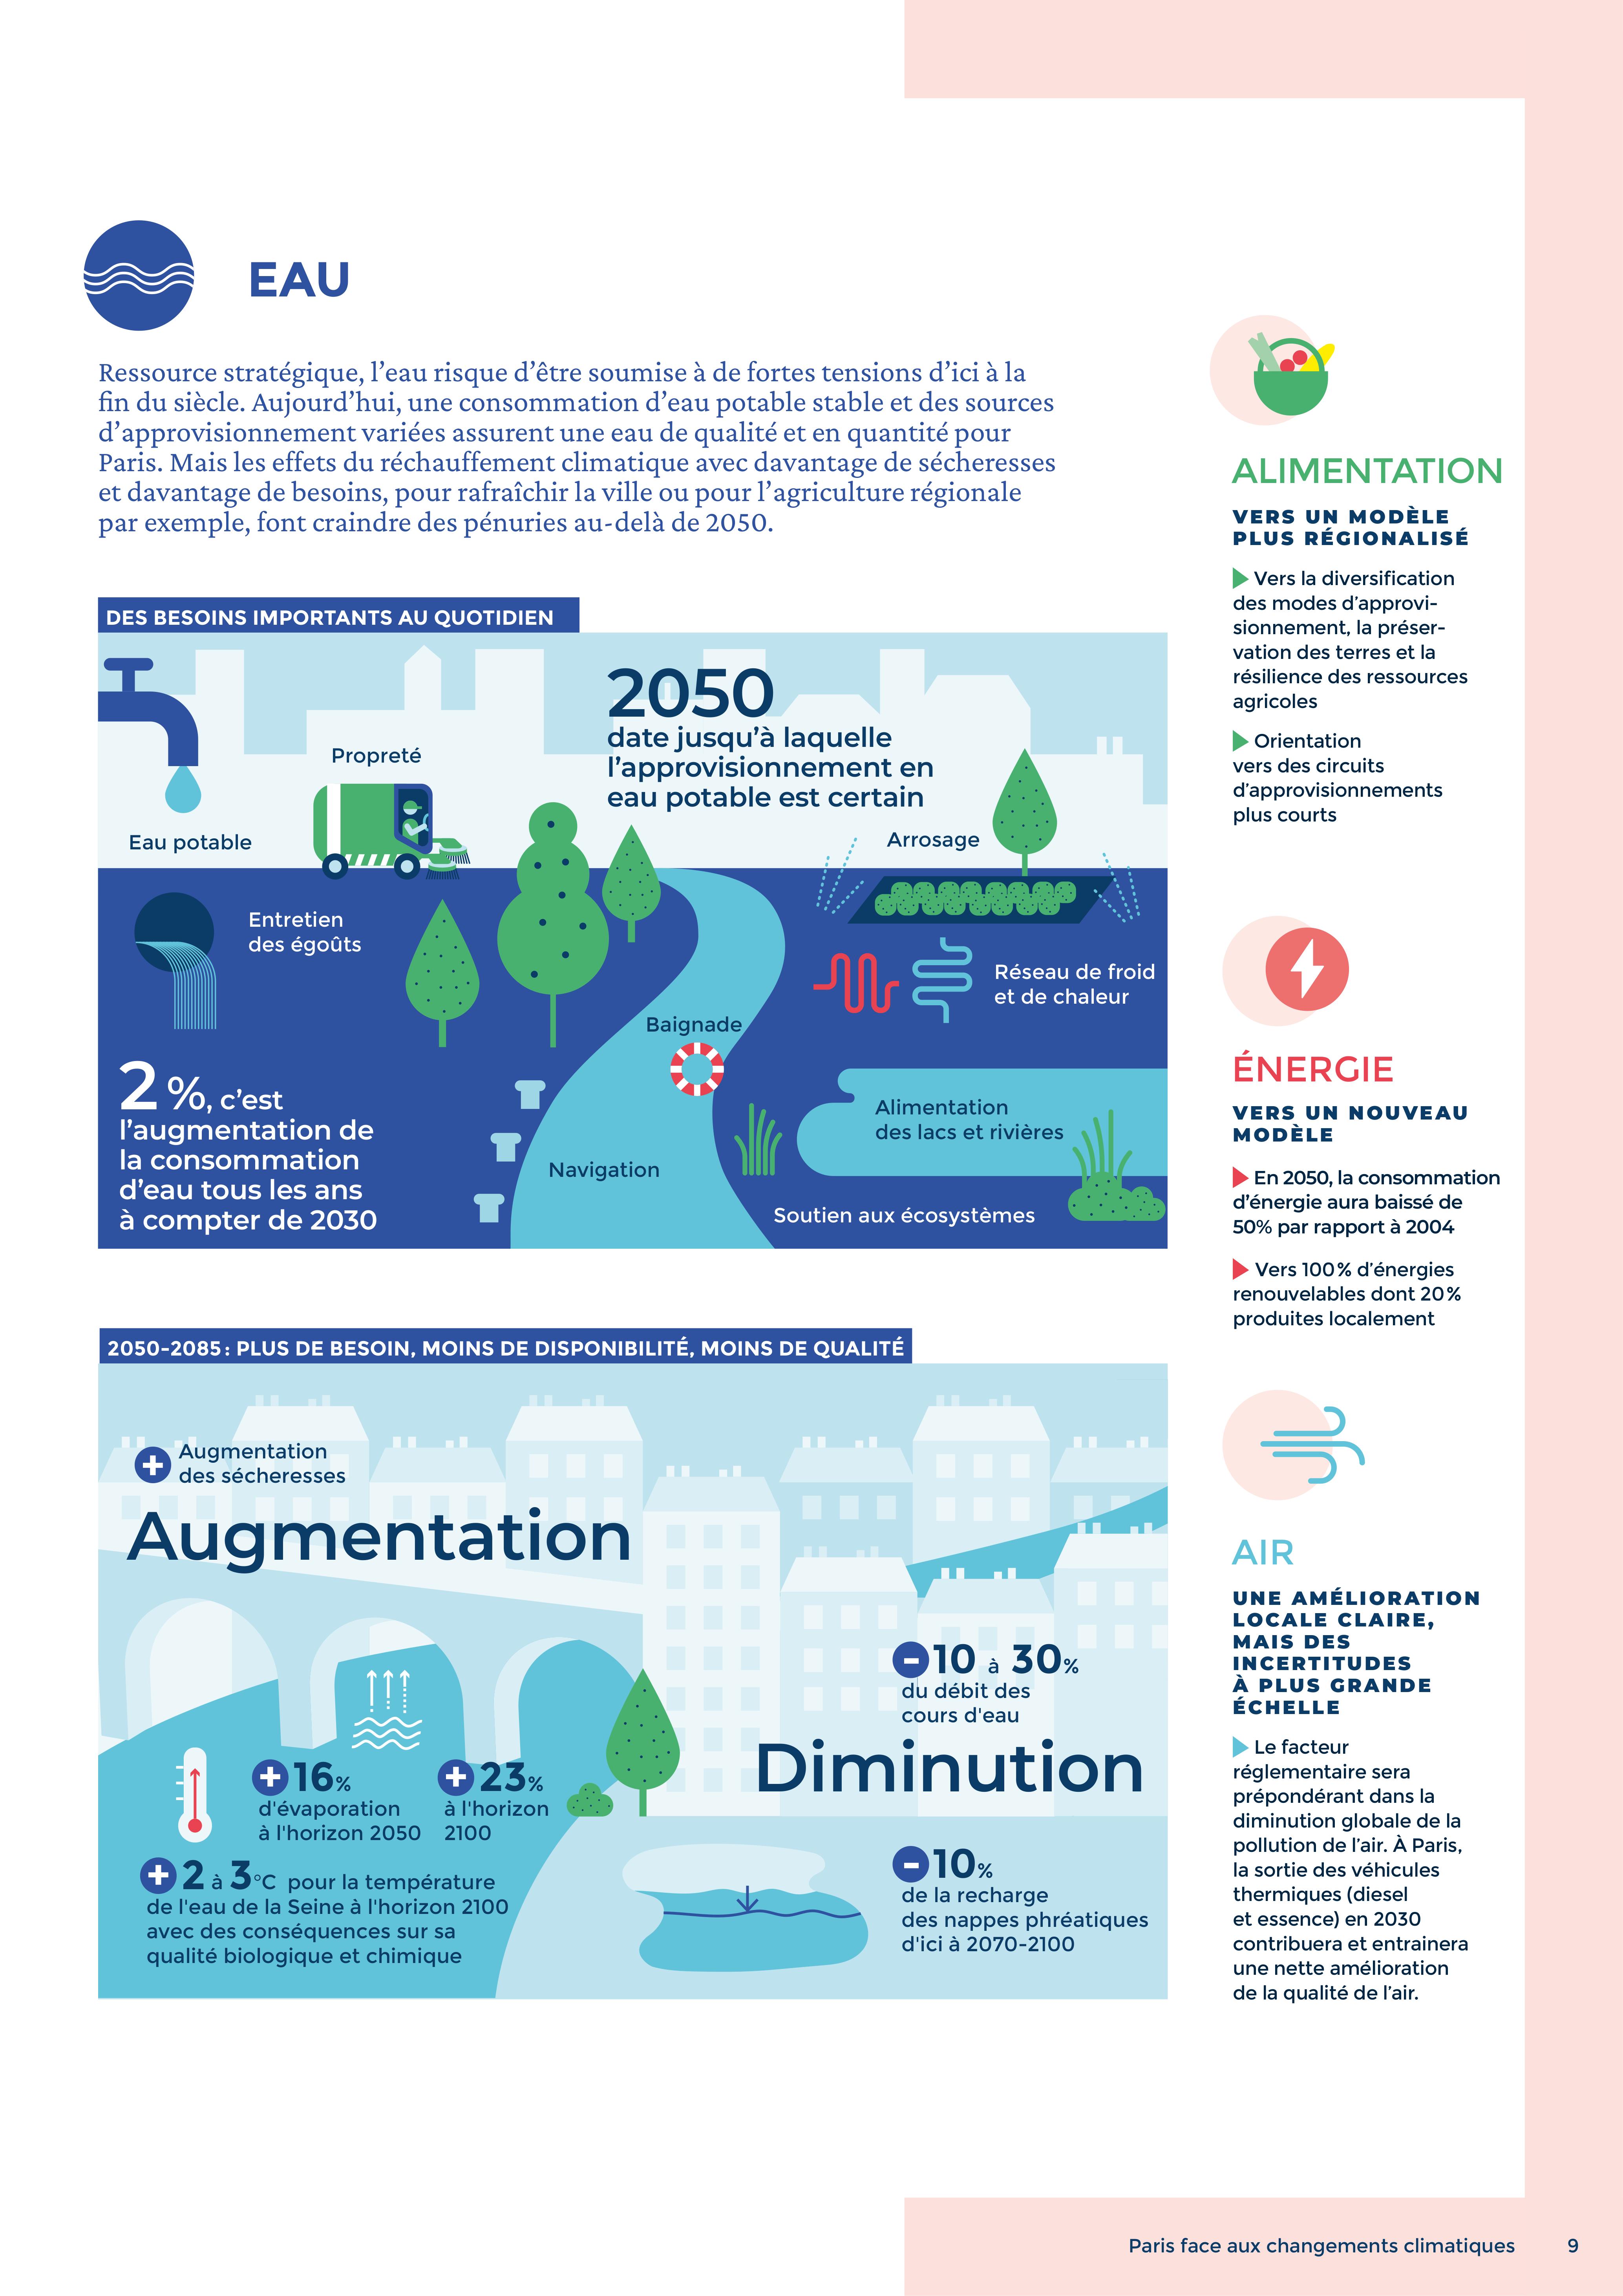 EAU
Ressource stratégique, l’eau risque d’être soumise à de fortes tensions d’ici à la
fin du siècle. Aujourd’hui, une consommation d’eau potable stable et des sources
d’approvisionnement variées assurent une eau de qualité et en quantité pour
Paris. Mais les effets du réchauffement climatique avec davantage de sécheresses
et davantage de besoins, pour rafraîchir la ville ou pour l’agriculture régionale
par exemple, font craindre des pénuries au-delà de 2050.
DES BESOINS IMPORTANTS AU QUOTIDIEN
2050
date jusqu’à laquelle
l’approvisionnement en
eau potable est certain
Propreté
Eau potable
Arrosage
Entretien
des égoûts
Réseau de froid
et de chaleur
Baignade
2 %, c’est
l’augmentation de
la consommation
d’eau tous les ans
à compter de 2030
Alimentation
des lacs et rivières
Navigation
Soutien aux écosystèmes
2050-2085 : PLUS DE BESOIN, MOINS DE DISPONIBILITÉ, MOINS DE QUALITÉ
+ Augmentation
des sécheresses
Augmentation
+ 16%
d'évaporation
à l'horizon 2050
+ 23%
à l'horizon
2100
+ 2 à 3°C pour la température
de l'eau de la Seine à l'horizon 2100
avec des conséquences sur sa
qualité biologique et chimique
- 10 à 30%
du débit des
cours d'eau
Diminution
- 10%
de la recharge
des nappes phréatiques
d'ici à 2070-2100
ALIMENTATION
VERS UN MODÈLE
PLUS RÉGIONALISÉ
Vers la diversification
des modes d’approvi-
sionnement, la préser-
vation des terres et la
résilience des ressources
agricoles
Orientation
vers des circuits
d’approvisionnements
plus courts
ÉNERGIE
VERS UN NOUVEAU
MODÈLE
En 2050, la consommation
d’énergie aura baissé de
50% par rapport à 2004
Vers 100% d’énergies
renouvelables dont 20%
produites localement
AIR
UNE AMÉLIORATION
LOCALE CLAIRE,
MAIS DES
INCERTITUDES
À PLUS GRANDE
ÉCHELLE
Le facteur
réglementaire sera
prépondérant dans la
diminution globale de la
pollution de l’air. À Paris,
la sortie des véhicules
thermiques (diesel
et essence) en 2030
contribuera et entrainera
une nette amélioration
de la qualité de l’air.
Paris face aux changements climatiques 9